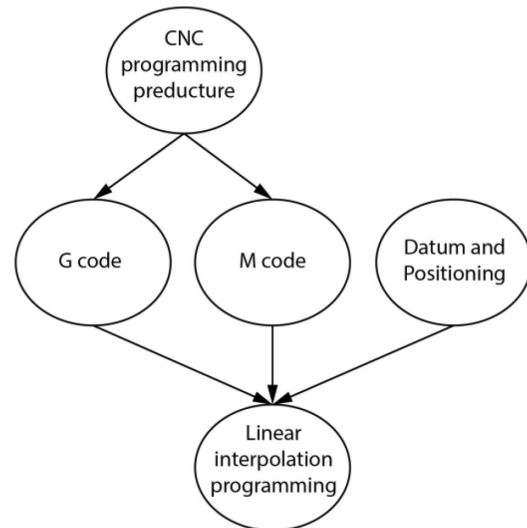 CNC
programming
preducture
G code
M code
Datum and
Positioning
Linear
interpolation
programming